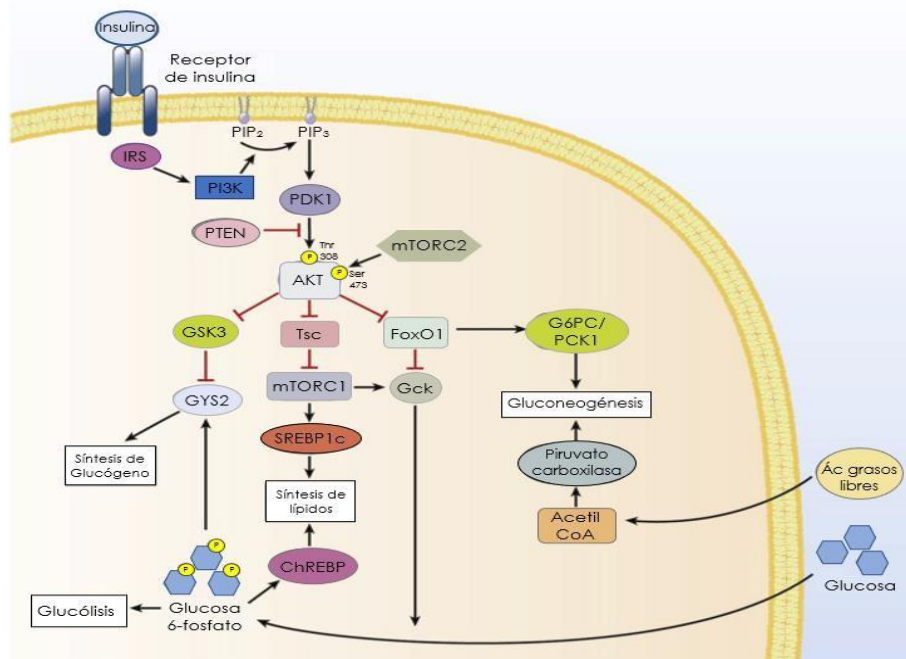 Insulina
Receptor
de insulina
PIP₂
PIP₃
IRS
PI3K
PDK1
PTEN
P
Thr
308
mTORC2
AKT
P
Ser
473
GSK3
Tsc
FoxO1
G6PC/
PCK1
GYS2
mTORC1
Gck
Gluconeogénesis
SREBP1c
Síntesis de
Glucógeno
Piruvato
carboxilasa
Ác grasos
libres
Síntesis de
lípidos
Acetil
CoA
P
P
P
ChREBP
Glucosa
Glucólisis
Glucosa
6-fosfato